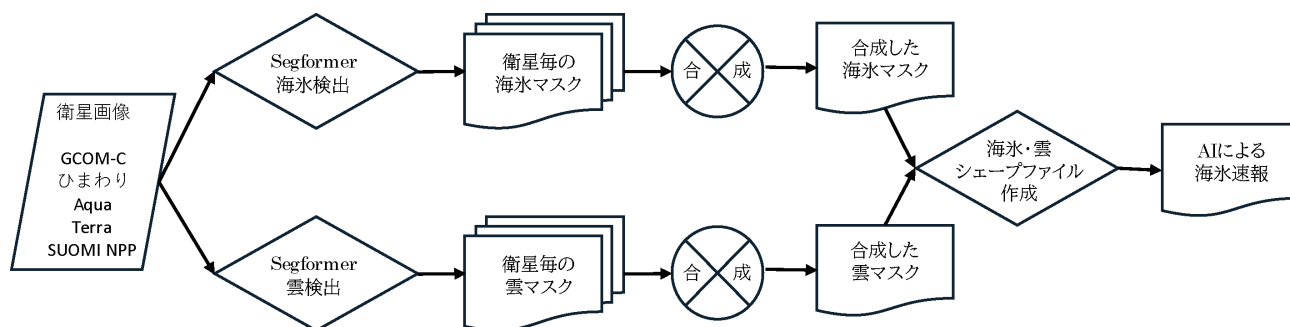 衛星画像
GCOM-C
ひまわり
Aqua
Terra
SUOMI NPP
Segformer
海氷検出
衛星毎の
海氷マスク
合 成
合成した
海氷マスク
Segformer
雲検出
衛星毎の
雲マスク
合 成
合成した
雲マスク
海氷・雲
シェープファイル
作成
AIによる
海氷速報